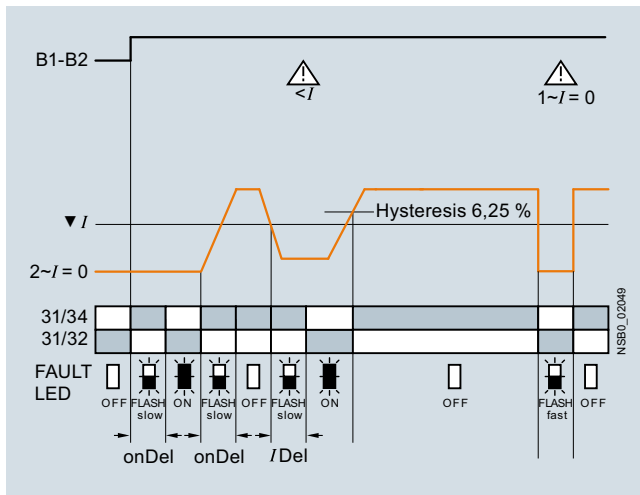 B1-B2
<I
1~I = 0
▼ I
Hysteresis 6,25 %
2~I = 0
31/34
31/32
FAULT
LED
OFF FLASH slow ON FLASH slow OFF FLASH slow ON OFF FLASH fast OFF
onDel onDel I Del
NSB0_02049